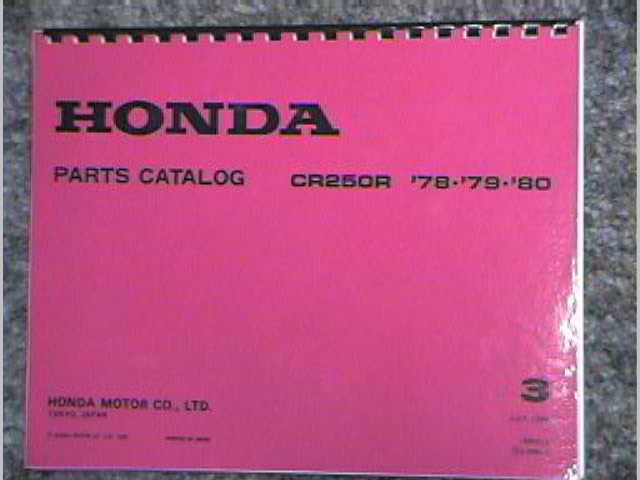 HONDA
PARTS CATALOG CR250R '78·'79·'80
3
HONDA MOTOR CO., LTD.
TOKYO, JAPAN